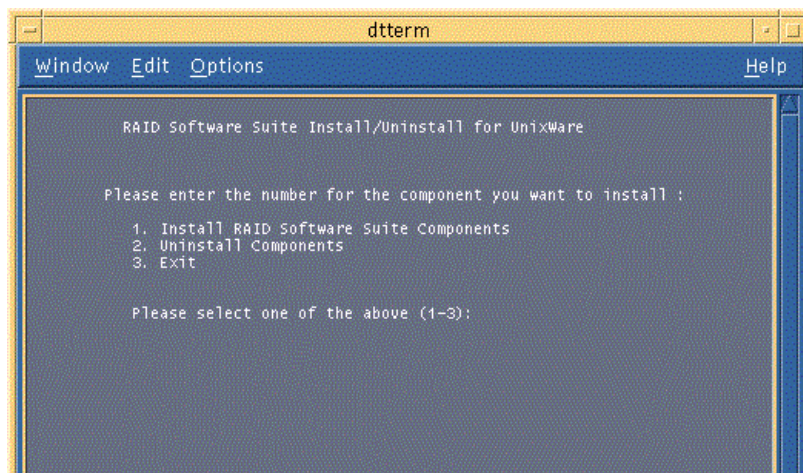 dtterm
Window Edit Options Help
RAID Software Suite Install/Uninstall for UnixWare
Please enter the number for the component you want to install :
1. Install RAID Software Suite Components
2. Uninstall Components
3. Exit
Please select one of the above (1-3):